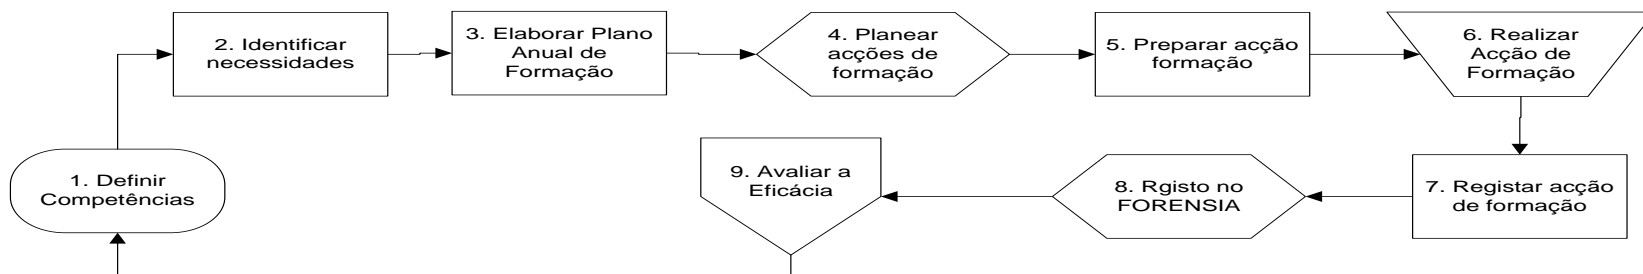 2. Identificar
necessidades
3. Elaborar Plano
Anual de
Formação
4. Planear
acções de
formação
5. Preparar acção
formação
6. Realizar
Acção de
Formação
1. Definir
Competências
9. Avaliar a
Eficácia
8. Rgisto no
FORENSIA
7. Registar acção
de formação